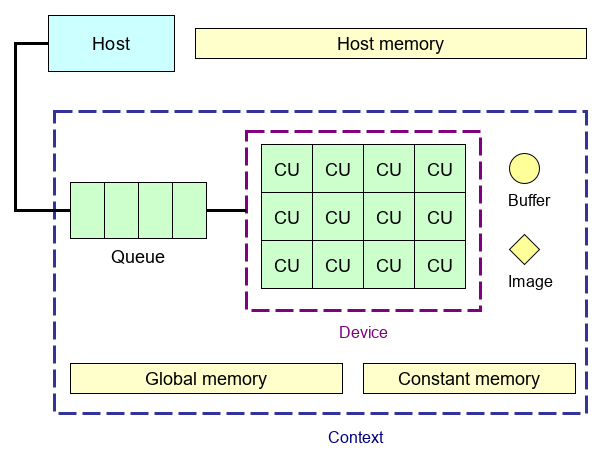 Host
Host memory
CU CU CU CU
CU CU CU CU
CU CU CU CU
Buffer
Queue
Image
Device
Global memory
Constant memory
Context